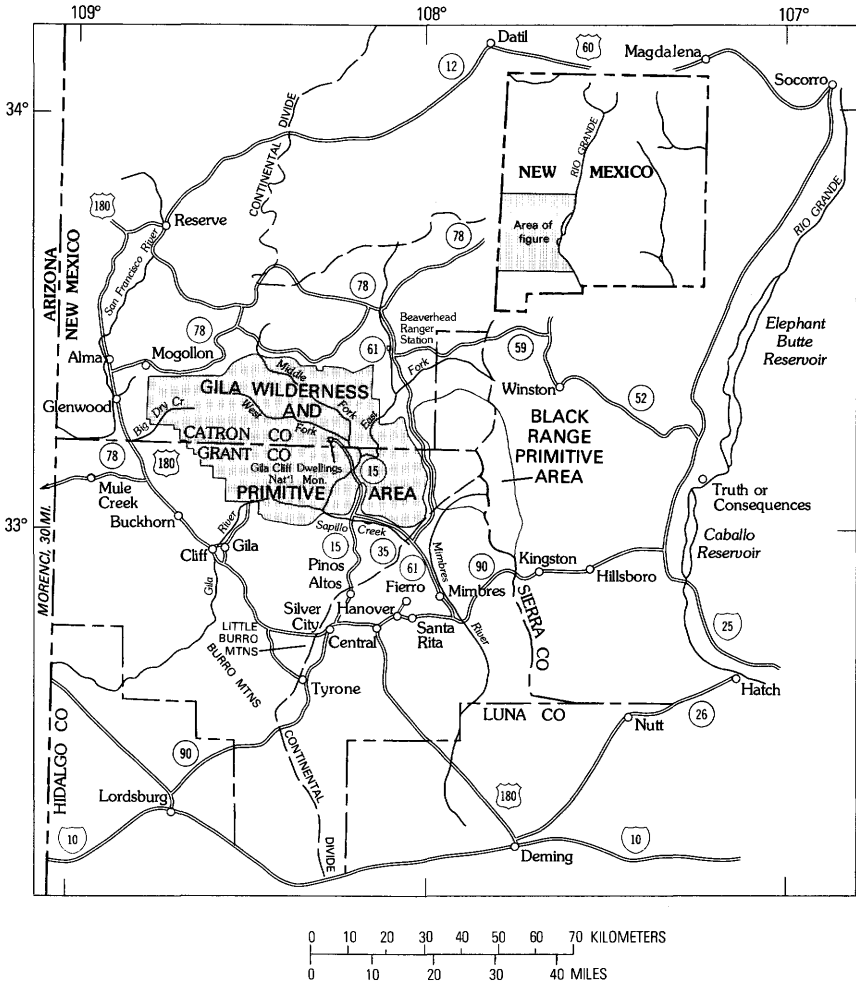 109°
108°
107°
34°
33°
Datil
60
Magdalena
Socorro
12
CONTINENTAL DIVIDE
RIO GRANDE
NEW MEXICO
Area of
figure
RIO GRANDE
180
Reserve
78
78
San Francisco River
ARIZONA
NEW MEXICO
78
Beaverhead
Ranger
Station
Elephant
Butte
Reservoir
Alma
Mogollon
61
59
Middle Fork
Fork
Winston
52
GILA WILDERNESS
AND
Glenwood
Big Dry Cr
West Fork
East
BLACK
RANGE
PRIMITIVE
AREA
CATRON CO
GRANT CO
78
180
Gila Cliff Dwellings
Nat'l Mon.
15
PRIMITIVE AREA
Mule
Creek
Truth or
Consequences
Buckhorn
Sapillo Creek
Caballo
Reservoir
MORENCI, 30 MI.
Cliff
Gila
River
Gila
15
35
61
Mimbres
River
90
Kingston
Hillsboro
Pinos
Altos
Fierro
Mimbres
SIERRA CO
LITTLE
BURRO
MTNS
Silver
City
Hanover
Central
Santa
Rita
25
BURRO MTNS
Tyrone
Hatch
LUNA CO
Nutt
26
HIDALGO CO
90
CONTINENTAL DIVIDE
Lordsburg
180
10
Deming
10
0 10 20 30 40 50 60 70 KILOMETERS
0 10 20 30 40 MILES